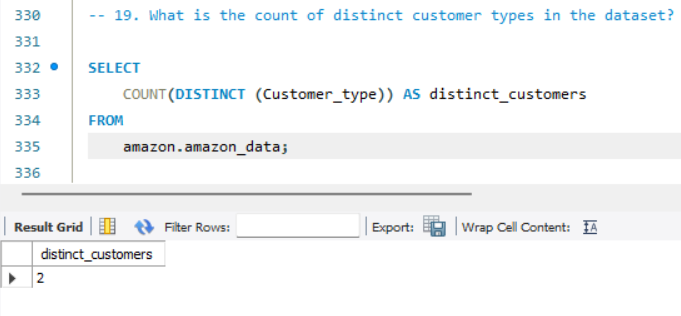 330 -- 19. What is the count of distinct customer types in the dataset?
331
332 SELECT
333 COUNT(DISTINCT (Customer_type)) AS distinct_customers
334 FROM
335 amazon.amazon_data;
336
Result Grid Filter Rows: Export: Wrap Cell Content: IA
distinct_customers
2